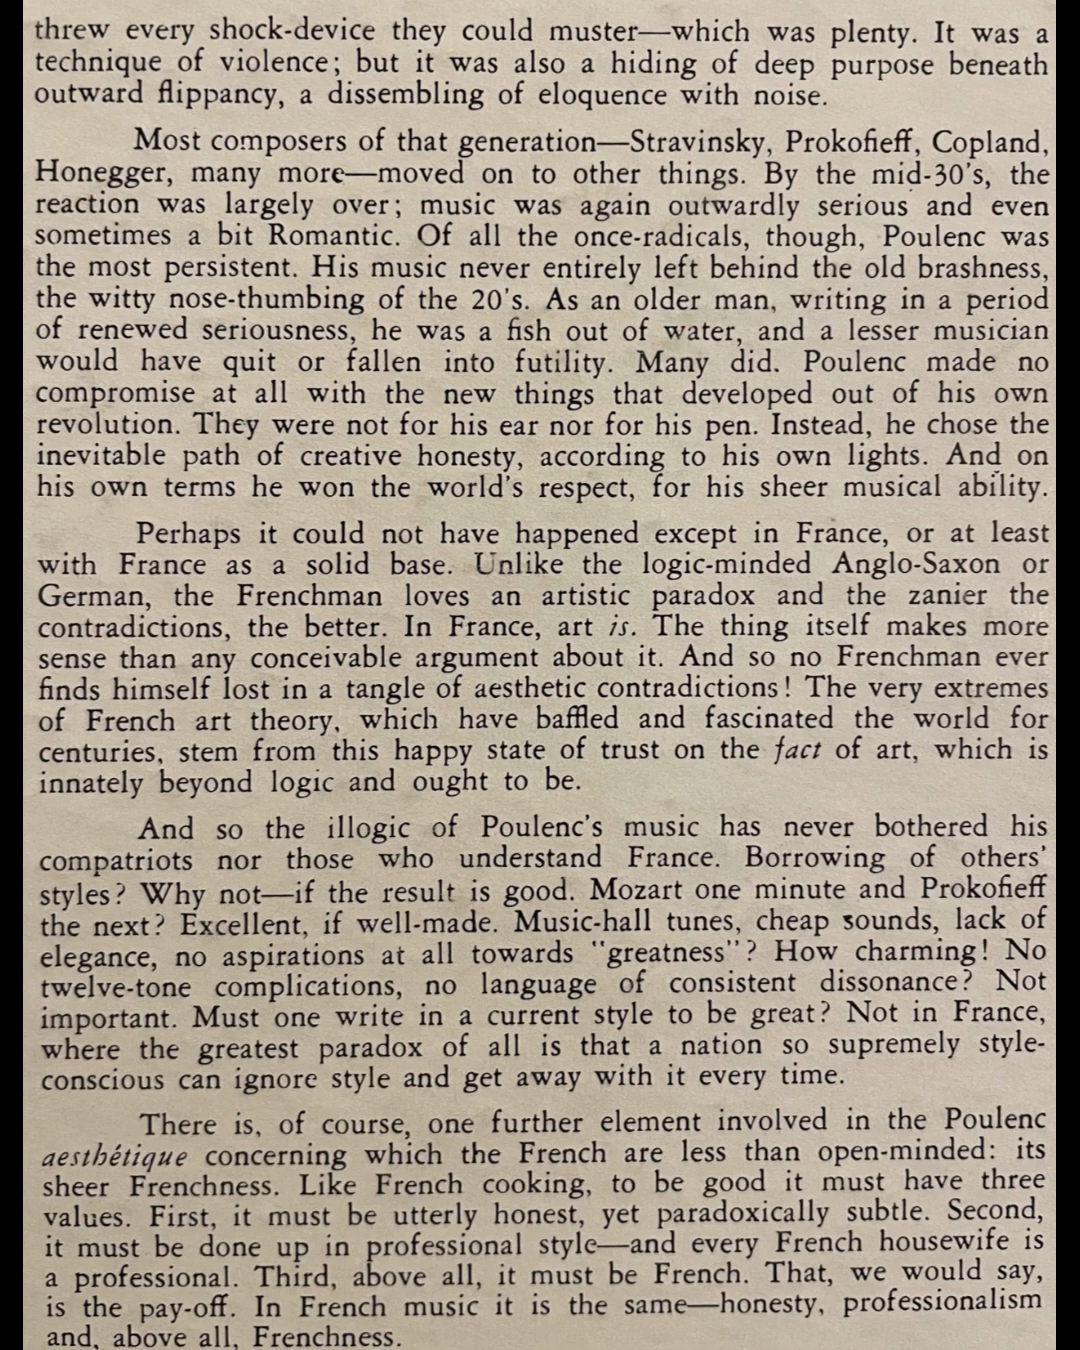 threw every shock-device they could muster—which was plenty. It was a
technique of violence; but it was also a hiding of deep purpose beneath
outward flippancy, a dissembling of eloquence with noise.
Most composers of that generation—Stravinsky, Prokofieff, Copland,
Honegger, many more—moved on to other things. By the mid-30's, the
reaction was largely over; music was again outwardly serious and even
sometimes a bit Romantic. Of all the once-radicals, though, Poulenc was
the most persistent. His music never entirely left behind the old brashness,
the witty nose-thumbing of the 20's. As an older man, writing in a period
of renewed seriousness, he was a fish out of water, and a lesser musician
would have quit or fallen into futility. Many did. Poulenc made no
compromise at all with the new things that developed out of his own
revolution. They were not for his ear nor for his pen. Instead, he chose the
inevitable path of creative honesty, according to his own lights. And on
his own terms he won the world's respect, for his sheer musical ability.
Perhaps it could not have happened except in France, or at least
with France as a solid base. Unlike the logic-minded Anglo-Saxon or
German, the Frenchman loves an artistic paradox and the zanier the
contradictions, the better. In France, art is. The thing itself makes more
sense than any conceivable argument about it. And so no Frenchman ever
finds himself lost in a tangle of aesthetic contradictions! The very extremes
of French art theory, which have baffled and fascinated the world for
centuries, stem from this happy state of trust on the fact of art, which is
innately beyond logic and ought to be.
And so the illogic of Poulenc's music has never bothered his
compatriots nor those who understand France. Borrowing of others'
styles? Why not—if the result is good. Mozart one minute and Prokofieff
the next? Excellent, if well-made. Music-hall tunes, cheap sounds, lack of
elegance, no aspirations at all towards "greatness"? How charming! No
twelve-tone complications, no language of consistent dissonance? Not
important. Must one write in a current style to be great? Not in France,
where the greatest paradox of all is that a nation so supremely style-
conscious can ignore style and get away with it every time.
There is, of course, one further element involved in the Poulenc
aesthétique concerning which the French are less than open-minded: its
sheer Frenchness. Like French cooking, to be good it must have three
values. First, it must be utterly honest, yet paradoxically subtle. Second,
it must be done up in professional style—and every French housewife is
a professional. Third, above all, it must be French. That, we would say,
is the pay-off. In French music it is the same—honesty, professionalism
and, above all, Frenchness.